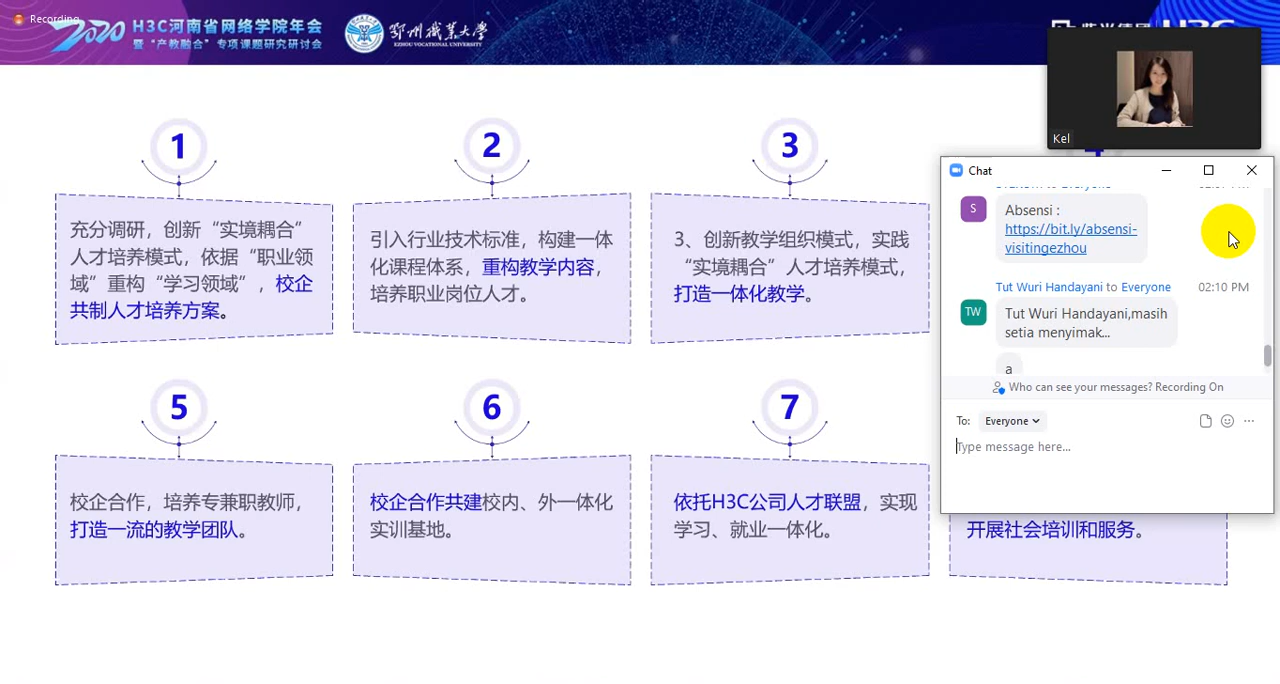 Recording
2020 H3C河南省网络学院年会
暨“产教融合”专项课题研究研讨会
鄂州职业大学
EZHOU VOCATIONAL UNIVERSITY
H3C
Kel
1
充分调研，创新“实境耦合”
人才培养模式，依据“职业领
域”重构“学习领域”，校企
共制人才培养方案。
2
引入行业技术标准，构建一体
化课程体系，重构教学内容，
培养职业岗位人才。
3
3、创新教学组织模式，实践
“实境耦合”人才培养模式，
打造一体化教学。
5
校企合作，培养专兼职教师，
打造一流的教学团队。
6
校企合作共建校内、外一体化
实训基地。
7
依托H3C公司人才联盟，实现
学习、就业一体化。
开展社会培训和服务。
Chat
S
Absensi :
https://bit.ly/absensi-
visitingezhou
Tut Wuri Handayani to Everyone 02:10 PM
TW
Tut Wuri Handayani,masih
setia menyimak...
a
Who can see your messages? Recording On
To: Everyone
Type message here...